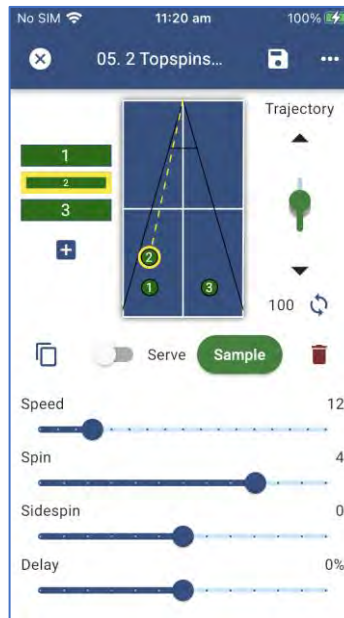 No SIM 11:20 am 100%
05. 2 Topspins...
Trajectory
1
2
3
2
1 3
100
Serve Sample
Speed 12
Spin 4
Sidespin 0
Delay 0%